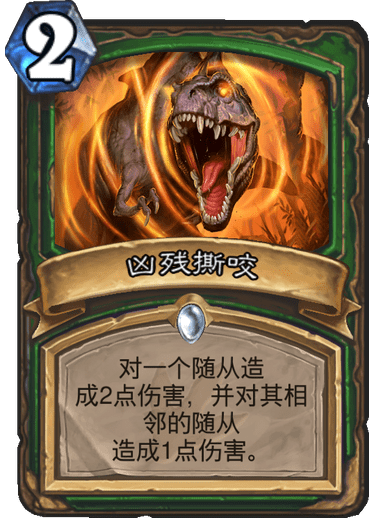 2
凶残撕咬
对一个随从造
成2点伤害，并对其相
邻的随从
造成1点伤害。